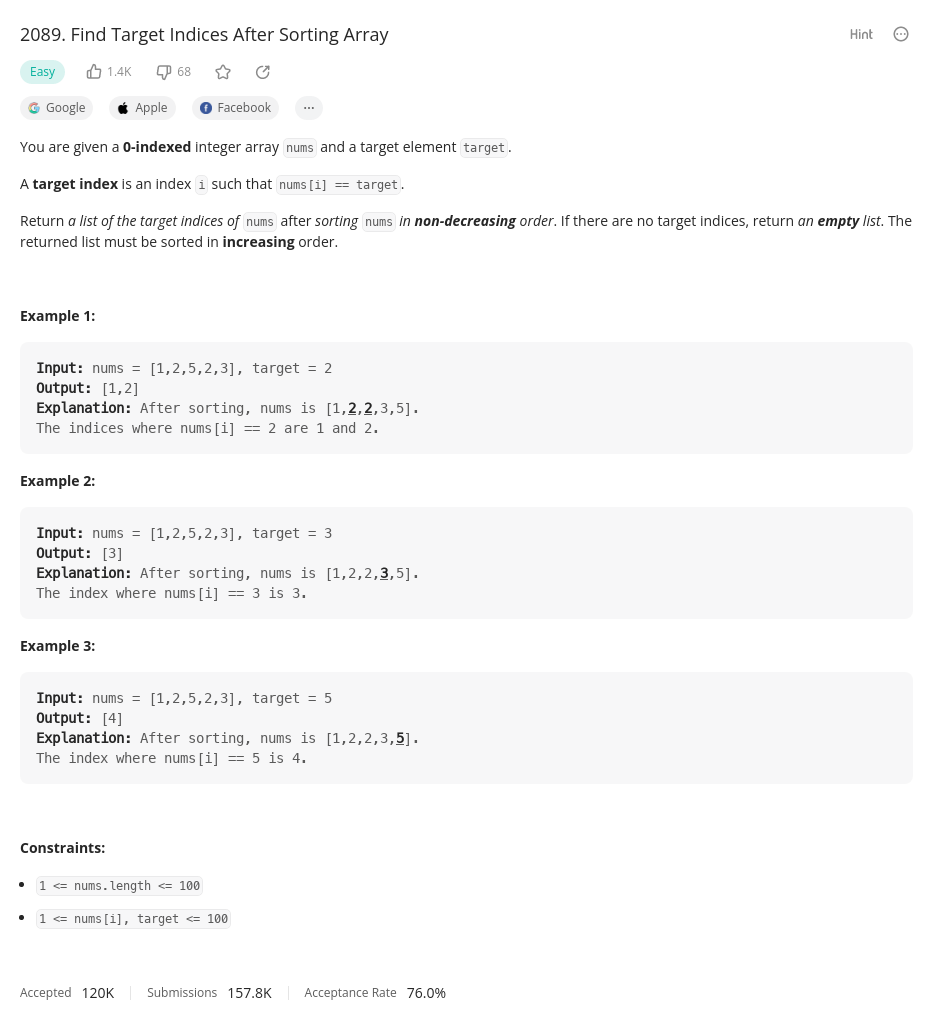 2089. Find Target Indices After Sorting Array
Hint
Easy
1.4K
68
Google
Apple
Facebook
...
You are given a 0-indexed integer array nums and a target element target.
A target index is an index i such that nums[i] == target.
Return a list of the target indices of nums after sorting nums in non-decreasing order. If there are no target indices, return an empty list. The
returned list must be sorted in increasing order.
Example 1:
Input: nums = [1,2,5,2,3], target = 2
Output: [1,2]
Explanation: After sorting, nums is [1,2,2,3,5].
The indices where nums[i] == 2 are 1 and 2.
Example 2:
Input: nums = [1,2,5,2,3], target = 3
Output: [3]
Explanation: After sorting, nums is [1,2,2,3,5].
The index where nums[i] == 3 is 3.
Example 3:
Input: nums = [1,2,5,2,3], target = 5
Output: [4]
Explanation: After sorting, nums is [1,2,2,3,5].
The index where nums[i] == 5 is 4.
Constraints:
• 1 <= nums.length <= 100
• 1 <= nums[i], target <= 100
Accepted 120K Submissions 157.8K Acceptance Rate 76.0%